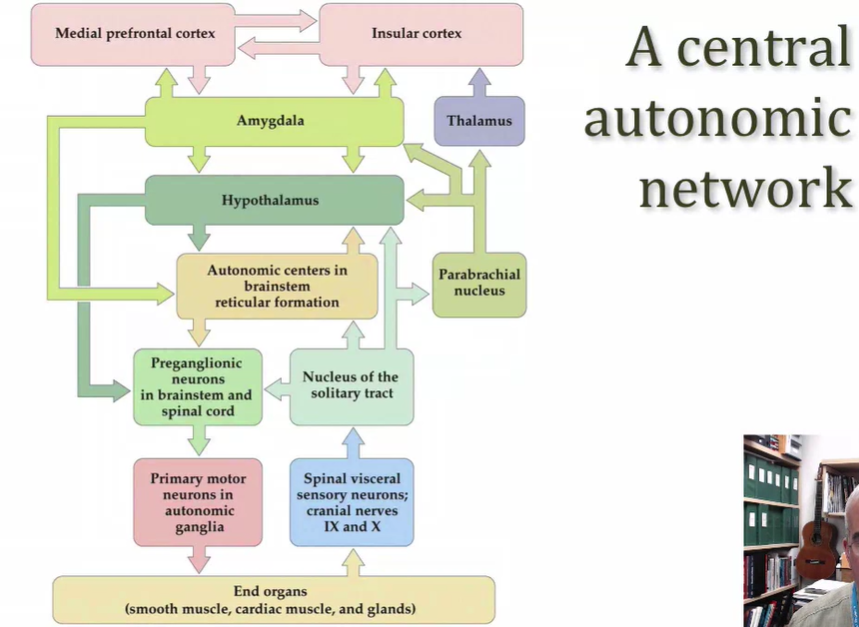 Medial prefrontal cortex
Insular cortex
A central
autonomic
network
Amygdala
Thalamus
Hypothalamus
Autonomic centers in
brainstem
reticular formation
Parabrachial
nucleus
Preganglionic
neurons
in brainstem and
spinal cord
Nucleus of the
solitary tract
Primary motor
neurons in
autonomic
ganglia
Spinal visceral
sensory neurons;
cranial nerves
IX and X
End organs
(smooth muscle, cardiac muscle, and glands)